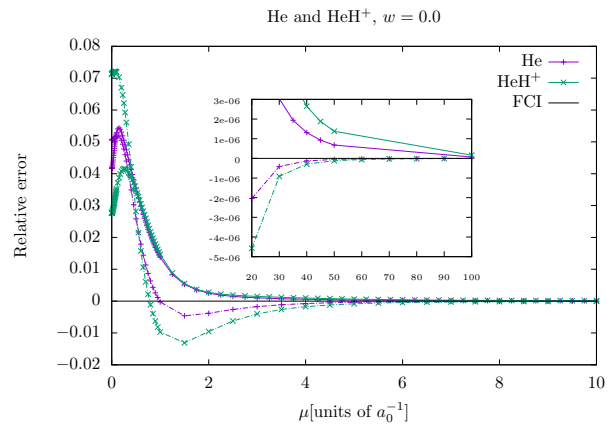 He and HeH⁺, w = 0.0
Relative error
0.08
0.07
0.06
0.05
0.04
0.03
0.02
0.01
0
−0.01
−0.02
0
2
4
6
8
10
μ[units of a₀⁻¹]
He
HeH⁺
FCI
3e-06
2e-06
1e-06
0
-1e-06
-2e-06
-3e-06
-4e-06
-5e-06
20
30
40
50
60
70
80
90
100